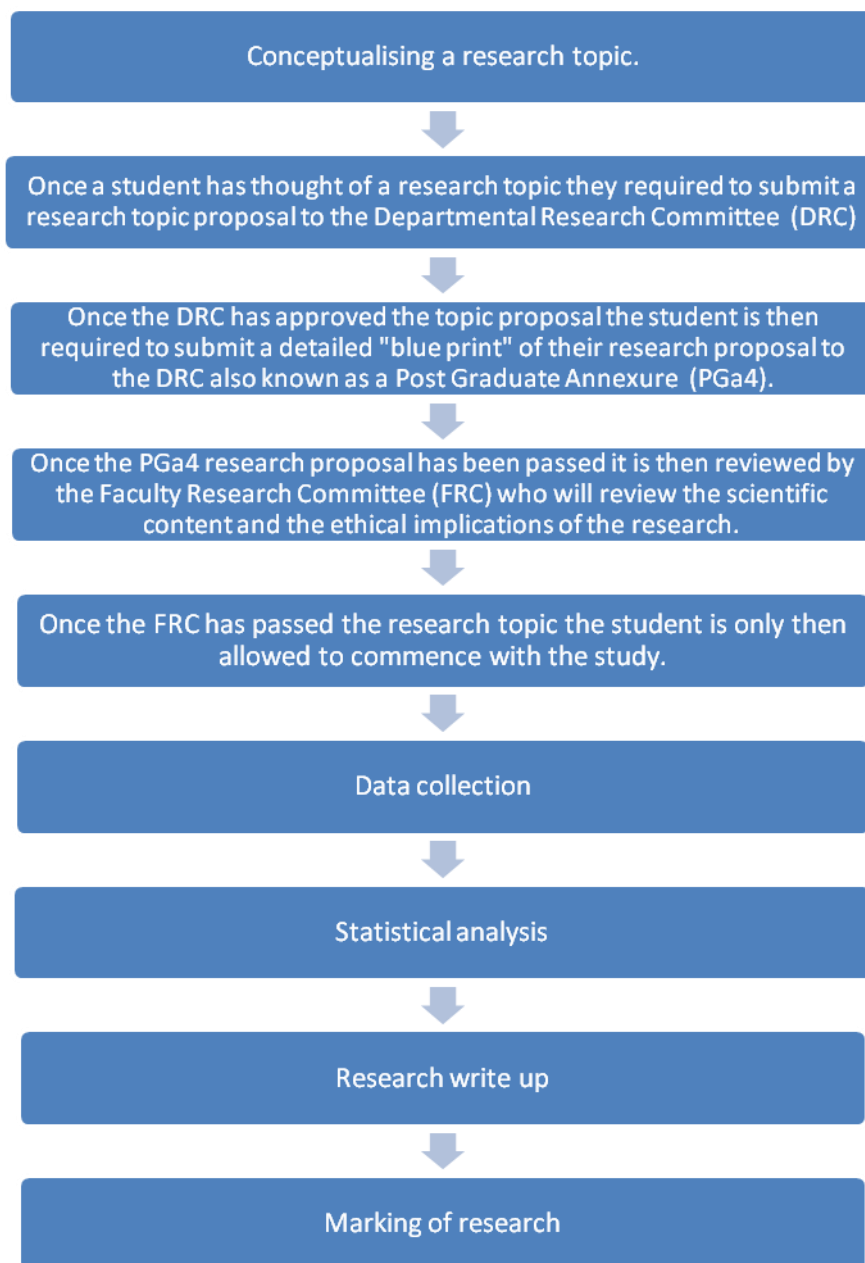 Conceptualising a research topic.
Once a student has thought of a research topic they required to submit a
research topic proposal to the Departmental Research Committee (DRC)
Once the DRC has approved the topic proposal the student is then
required to submit a detailed "blue print" of their research proposal to
the DRC also known as a Post Graduate Annexure (PGa4).
Once the PGa4 research proposal has been passed it is then reviewed by
the Faculty Research Committee (FRC) who will review the scientific
content and the ethical implications of the research.
Once the FRC has passed the research topic the student is only then
allowed to commence with the study.
Data collection
Statistical analysis
Research write up
Marking of research